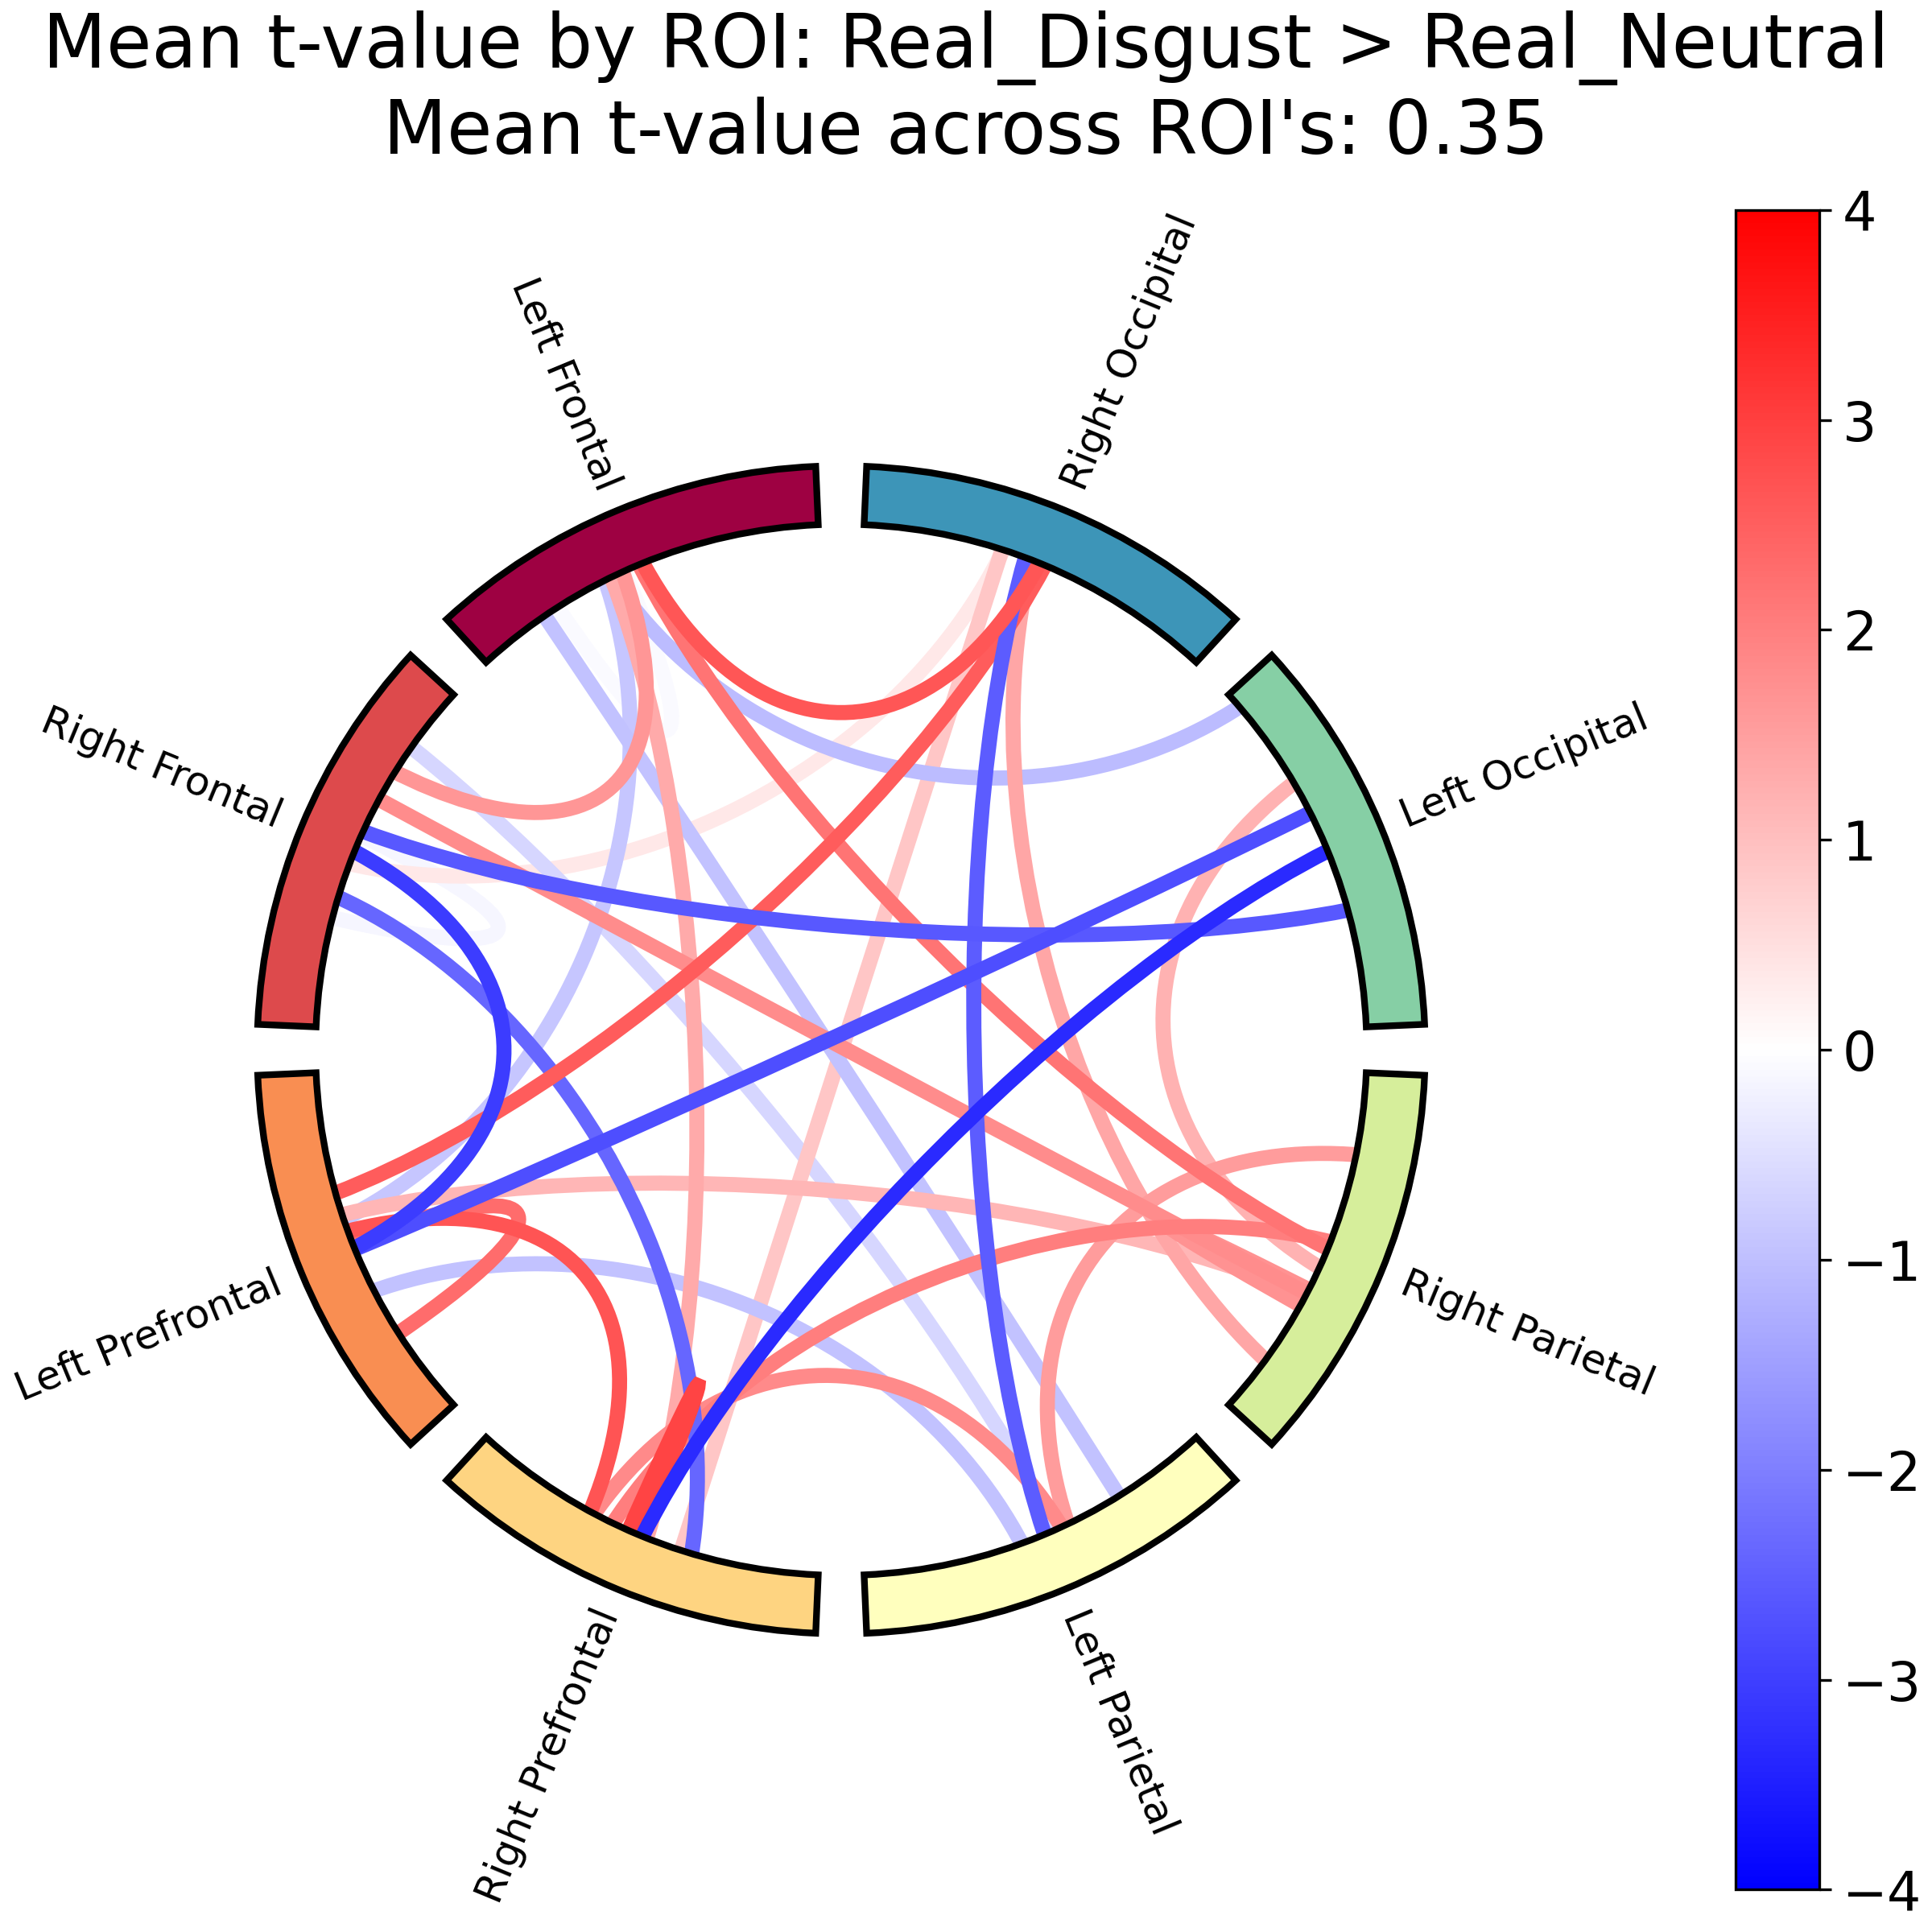 Mean t-value by ROI: Real_Disgust > Real_Neutral
Mean t-value across ROI's: 0.35
Left Frontal
Right Occipital
Right Frontal
Left Occipital
Left Prefrontal
Right Parietal
Right Prefrontal
Left Parietal
4
3
2
1
0
−1
−2
−3
−4